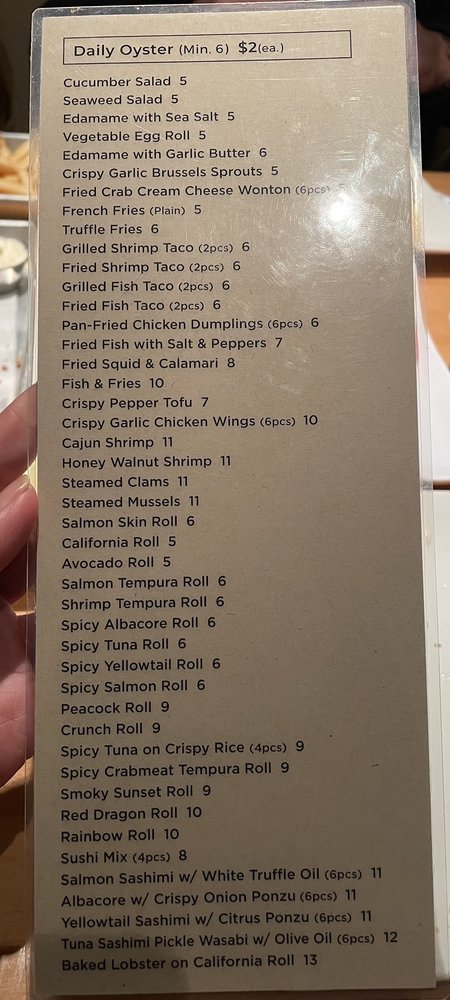 Daily Oyster (Min. 6) $2(ea.)
Cucumber Salad 5
Seaweed Salad 5
Edamame with Sea Salt 5
Vegetable Egg Roll 5
Edamame with Garlic Butter 6
Crispy Garlic Brussels Sprouts 5
Fried Crab Cream Cheese Wonton (6pcs)
French Fries (Plain) 5
Truffle Fries 6
Grilled Shrimp Taco (2pcs) 6
Fried Shrimp Taco (2pcs) 6
Grilled Fish Taco (2pcs) 6
Fried Fish Taco (2pcs) 6
Pan-Fried Chicken Dumplings (6pcs) 6
Fried Fish with Salt & Peppers 7
Fried Squid & Calamari 8
Fish & Fries 10
Crispy Pepper Tofu 7
Crispy Garlic Chicken Wings (6pcs) 10
Cajun Shrimp 11
Honey Walnut Shrimp 11
Steamed Clams 11
Steamed Mussels 11
Salmon Skin Roll 6
California Roll 5
Avocado Roll 5
Salmon Tempura Roll 6
Shrimp Tempura Roll 6
Spicy Albacore Roll 6
Spicy Tuna Roll 6
Spicy Yellowtail Roll 6
Spicy Salmon Roll 6
Peacock Roll 9
Crunch Roll 9
Spicy Tuna on Crispy Rice (4pcs) 9
Spicy Crabmeat Tempura Roll 9
Smoky Sunset Roll 9
Red Dragon Roll 10
Rainbow Roll 10
Sushi Mix (4pcs) 8
Salmon Sashimi w/ White Truffle Oil (6pcs) 11
Albacore w/ Crispy Onion Ponzu (6pcs) 11
Yellowtail Sashimi w/ Citrus Ponzu (6pcs) 11
Tuna Sashimi Pickle Wasabi w/ Olive Oil (6pcs) 12
Baked Lobster on California Roll 13